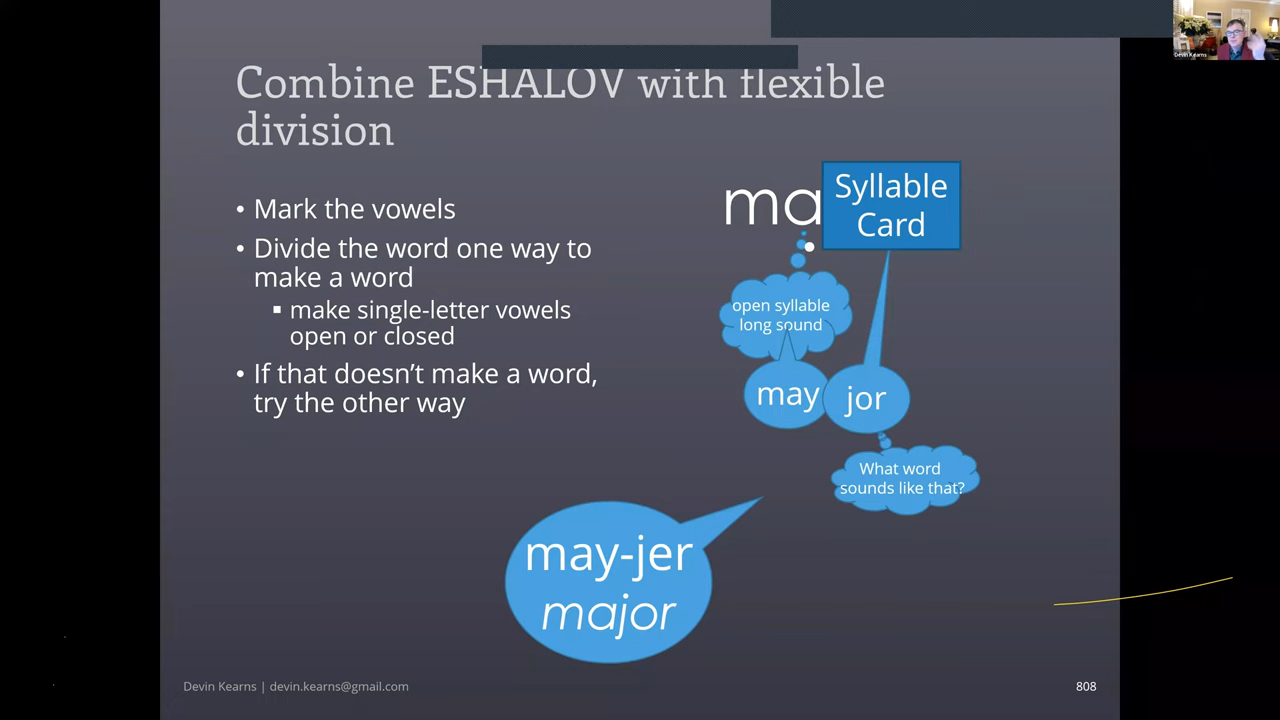 Combine ESHALOV with flexible
division
• Mark the vowels
• Divide the word one way to
make a word
▪ make single-letter vowels
open or closed
• If that doesn't make a word,
try the other way
ma
Syllable
Card
open syllable
long sound
may
jor
What word
sounds like that?
may-jer
major
Devin Kearns | devin.kearns@gmail.com
808
Devin Kearns